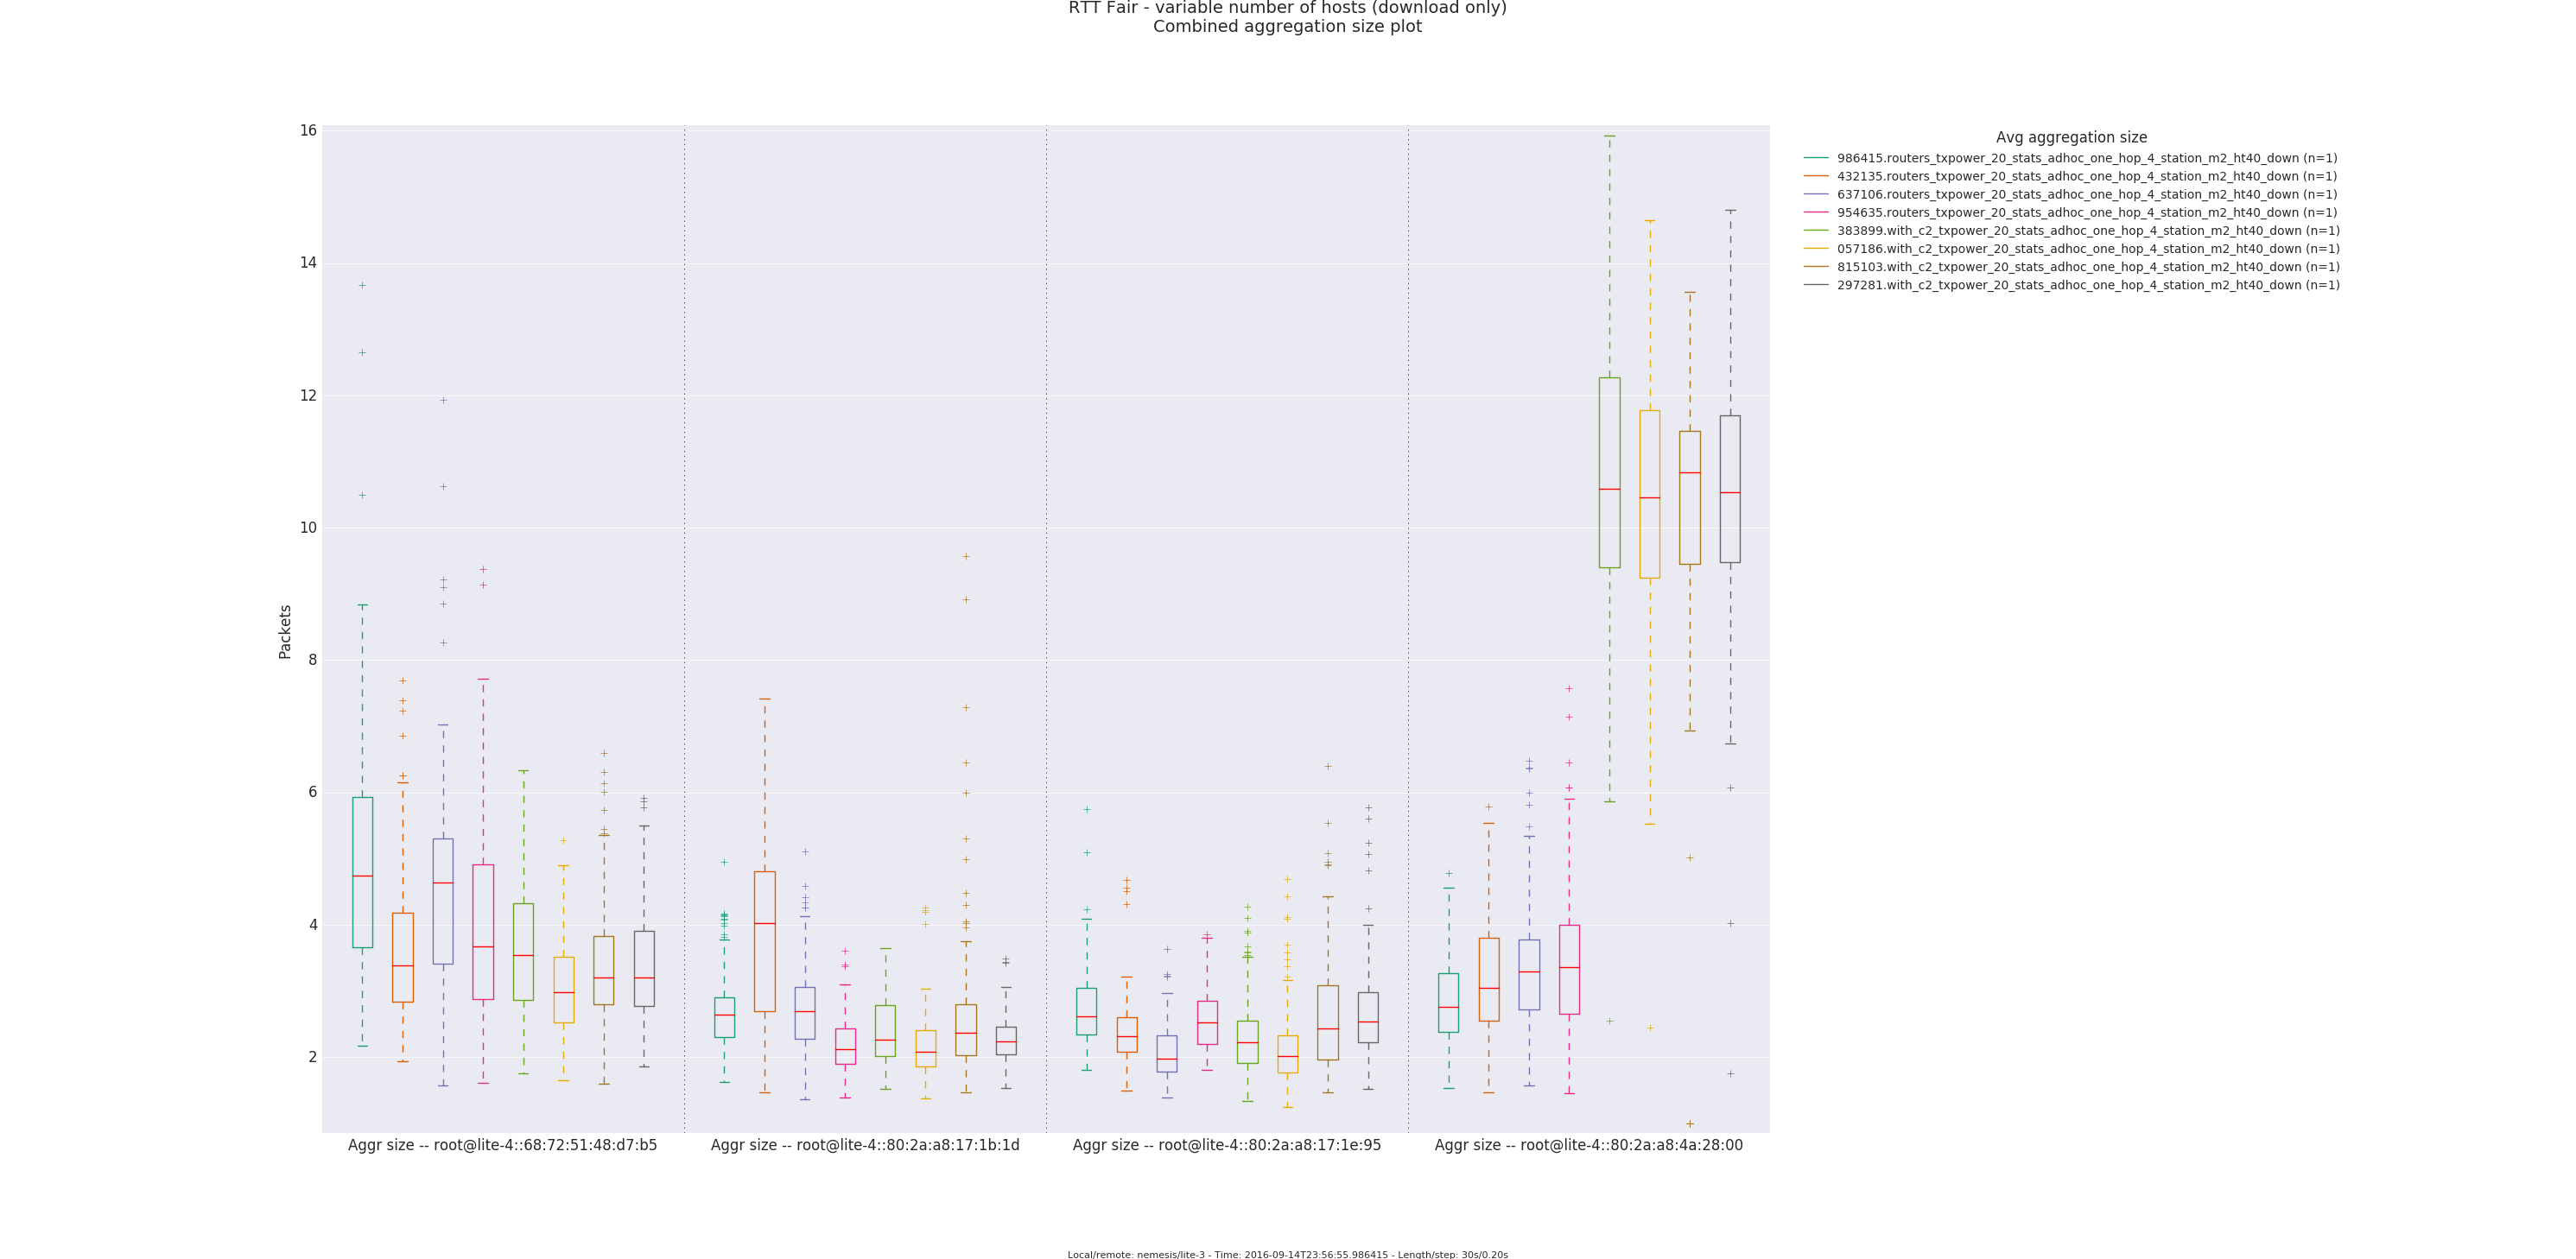 RTT Fair - variable number of hosts (download only)
Combined aggregation size plot
16
14
12
10
8
6
4
2
Packets
Aggr size -- root@lite-4::68:72:51:48:d7:b5
Aggr size -- root@lite-4::80:2a:a8:17:1b:1d
Aggr size -- root@lite-4::80:2a:a8:17:1e:95
Aggr size -- root@lite-4::80:2a:a8:4a:28:00
Avg aggregation size
986415.routers_txpower_20_stats_adhoc_one_hop_4_station_m2_ht40_down (n=1)
432135.routers_txpower_20_stats_adhoc_one_hop_4_station_m2_ht40_down (n=1)
637106.routers_txpower_20_stats_adhoc_one_hop_4_station_m2_ht40_down (n=1)
954635.routers_txpower_20_stats_adhoc_one_hop_4_station_m2_ht40_down (n=1)
383899.with_c2_txpower_20_stats_adhoc_one_hop_4_station_m2_ht40_down (n=1)
057186.with_c2_txpower_20_stats_adhoc_one_hop_4_station_m2_ht40_down (n=1)
815103.with_c2_txpower_20_stats_adhoc_one_hop_4_station_m2_ht40_down (n=1)
297281.with_c2_txpower_20_stats_adhoc_one_hop_4_station_m2_ht40_down (n=1)
Local/remote: nemesis/lite-3 - Time: 2016-09-14T23:56:55.986415 - Length/step: 30s/0.20s